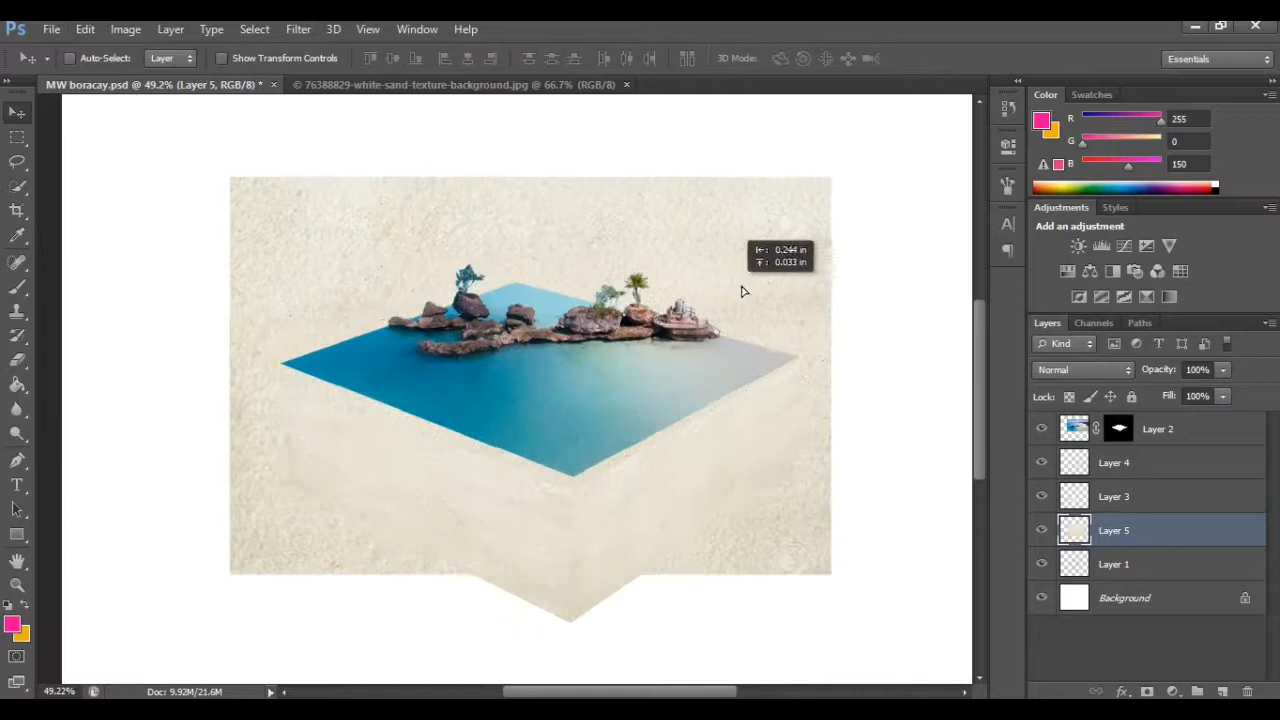 Ps File Edit Image Layer Type Select Filter 3D View Window Help
Auto-Select: Layer Show Transform Controls 3D Mode: Essentials
MW boracay.psd @ 49.2% (Layer 5, RGB/8) * × © 76388829-white-sand-texture-background.jpg @ 66.7% (RGB/8) ×
Color Swatches
R 255
G 0
B 150
Adjustments Styles
Add an adjustment
0.244 in
0.033 in
Layers Channels Paths
Kind
Normal Opacity: 100%
Lock: Fill: 100%
Layer 2
Layer 4
Layer 3
Layer 5
Layer 1
Background
49.22% Doc: 9.92M/21.6M